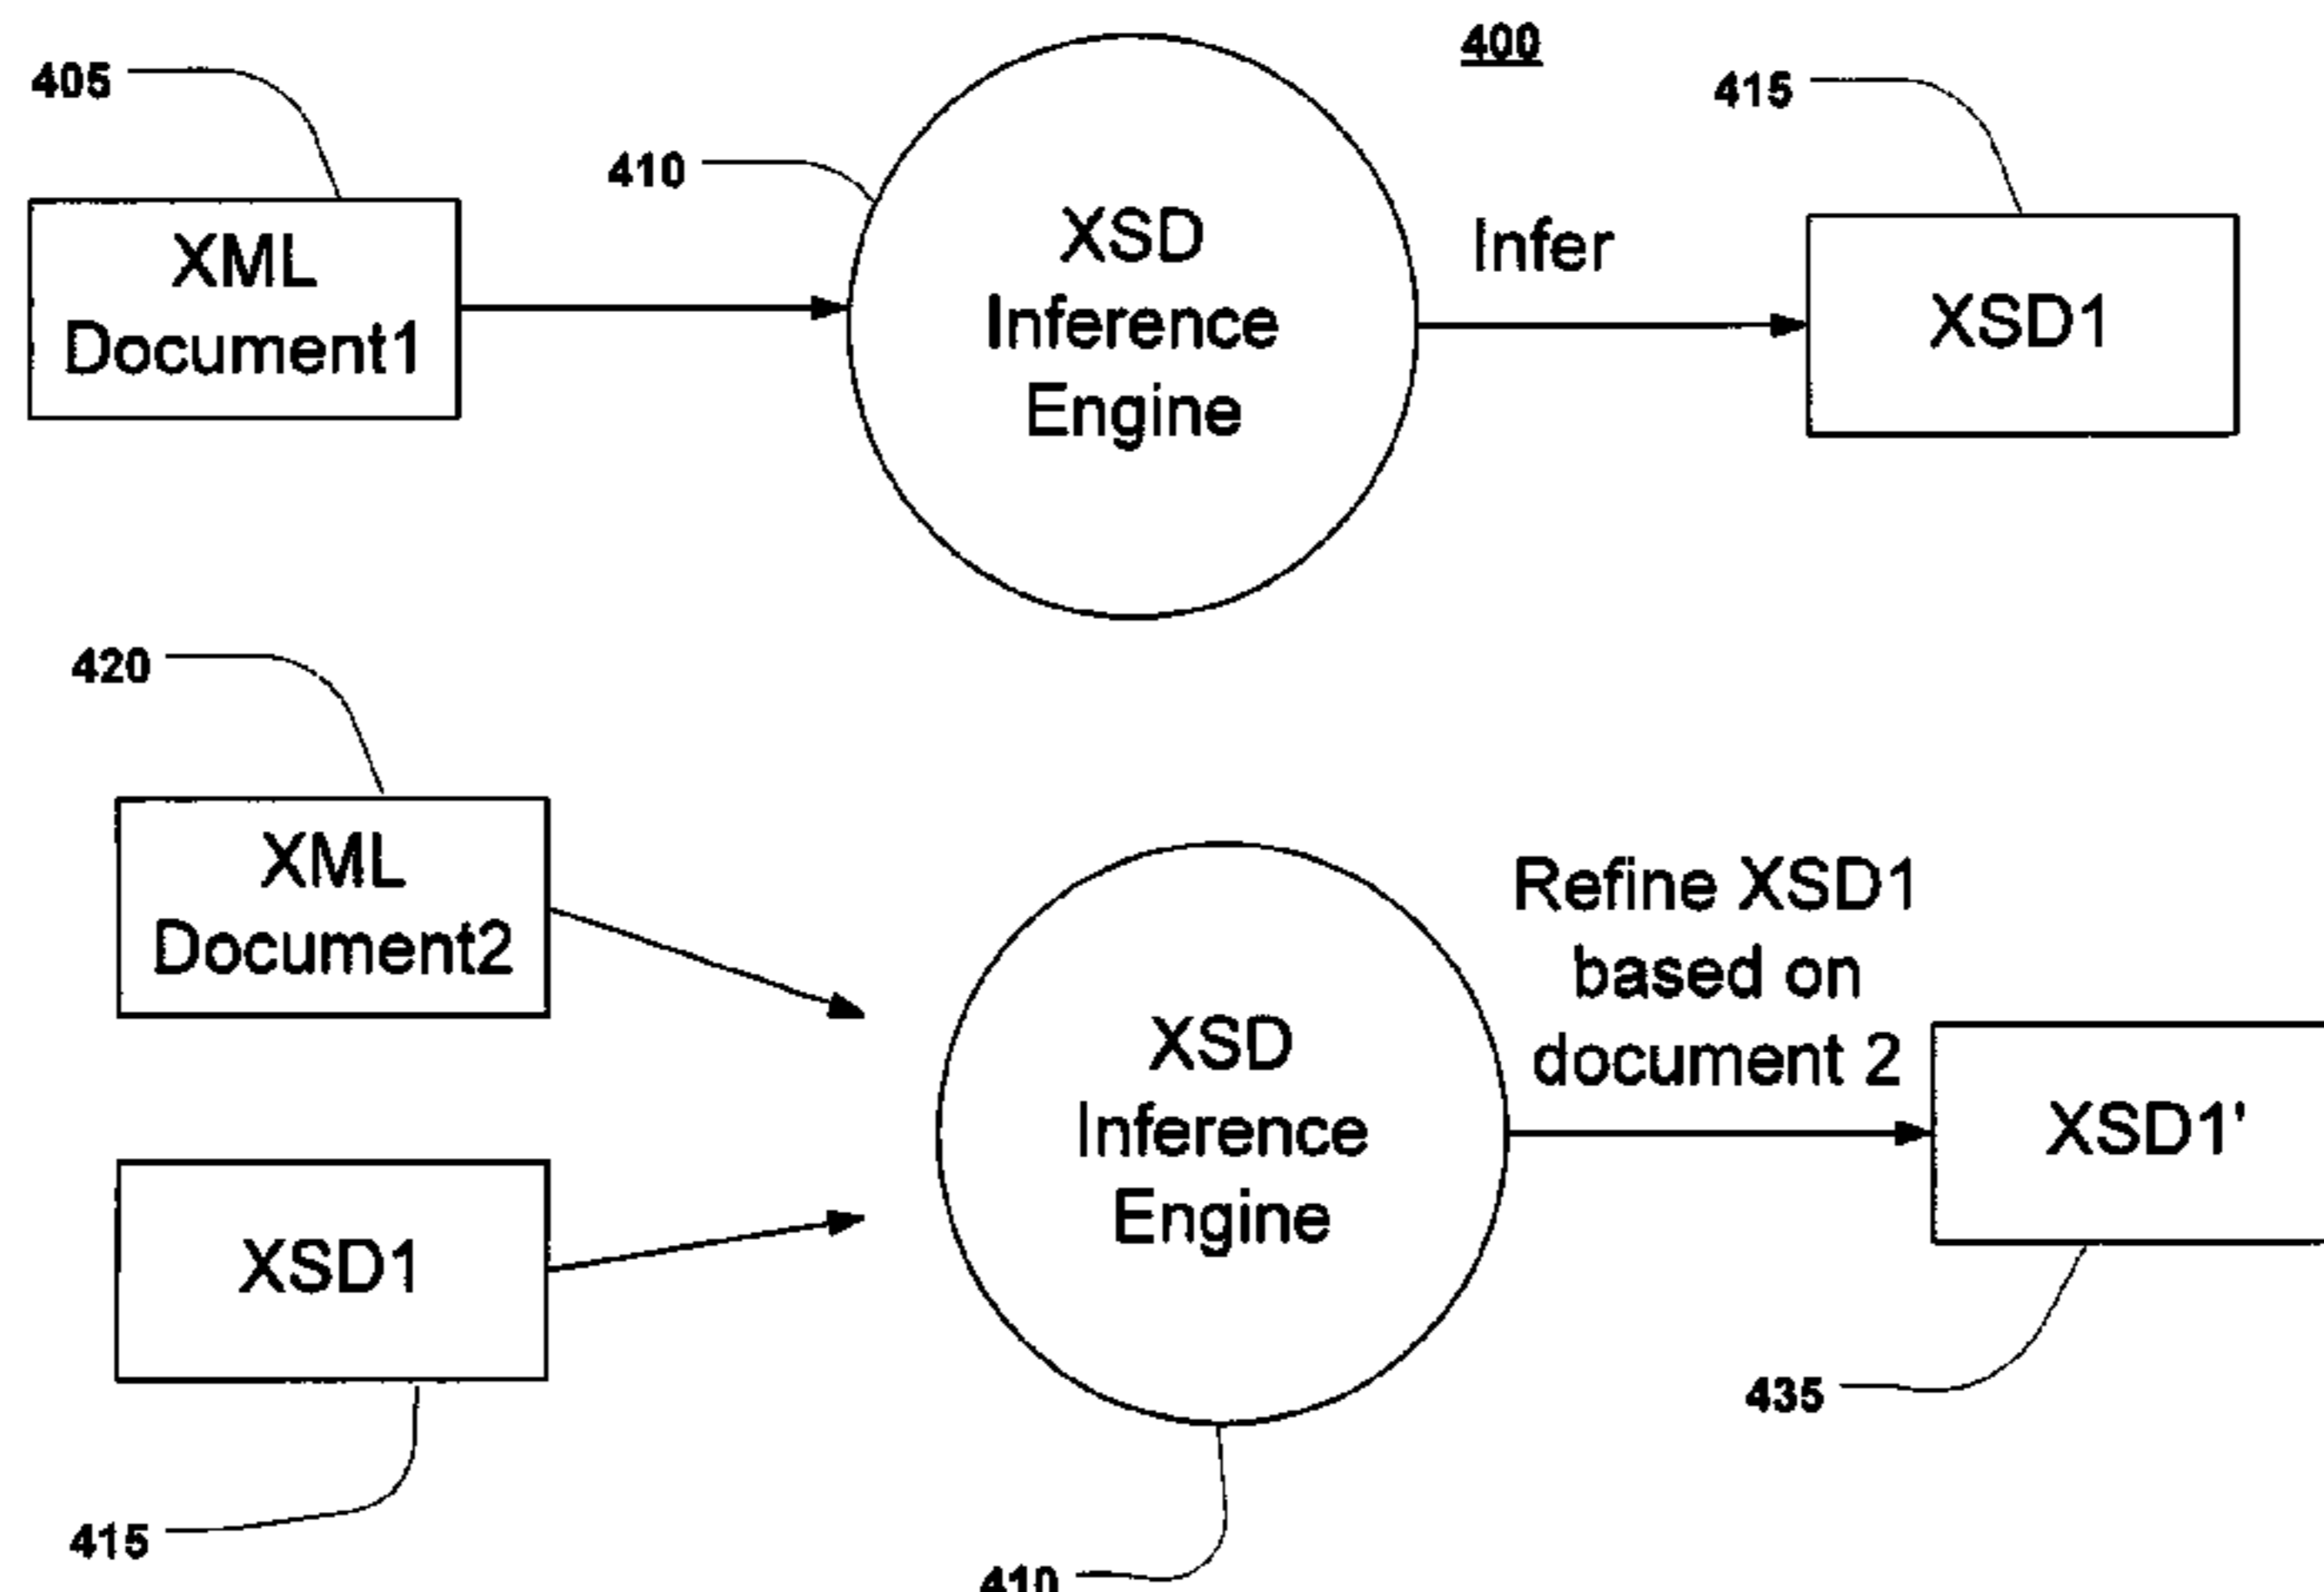 400
405
410
415
XML
Document1
XSD
Inference
Engine
Infer
XSD1
420
XML
Document2
XSD1
415
XSD
Inference
Engine
410
Refine XSD1
based on
document 2
XSD1'
435